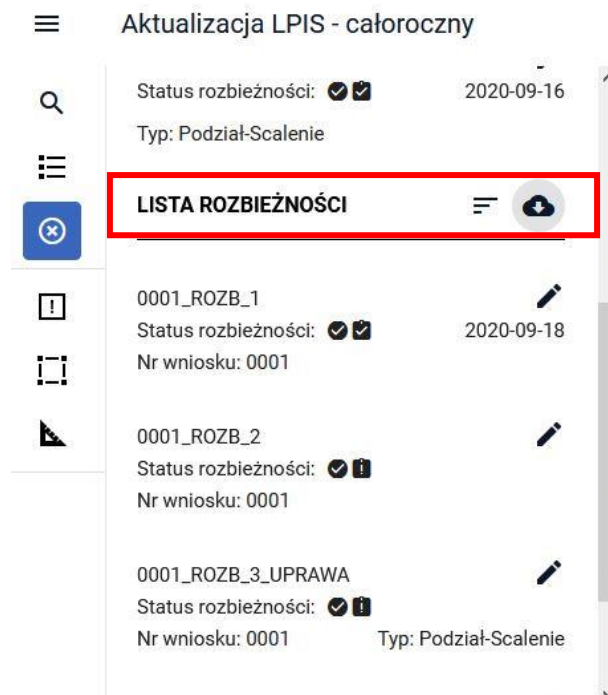 Aktualizacja LPIS - całoroczny
Status rozbieżności: 2020-09-16
Typ: Podział-Scalenie
LISTA ROZBIEŻNOŚCI
0001_ROZB_1
Status rozbieżności: 2020-09-18
Nr wniosku: 0001
0001_ROZB_2
Status rozbieżności:
Nr wniosku: 0001
0001_ROZB_3_UPRAWA
Status rozbieżności:
Nr wniosku: 0001 Typ: Podział-Scalenie